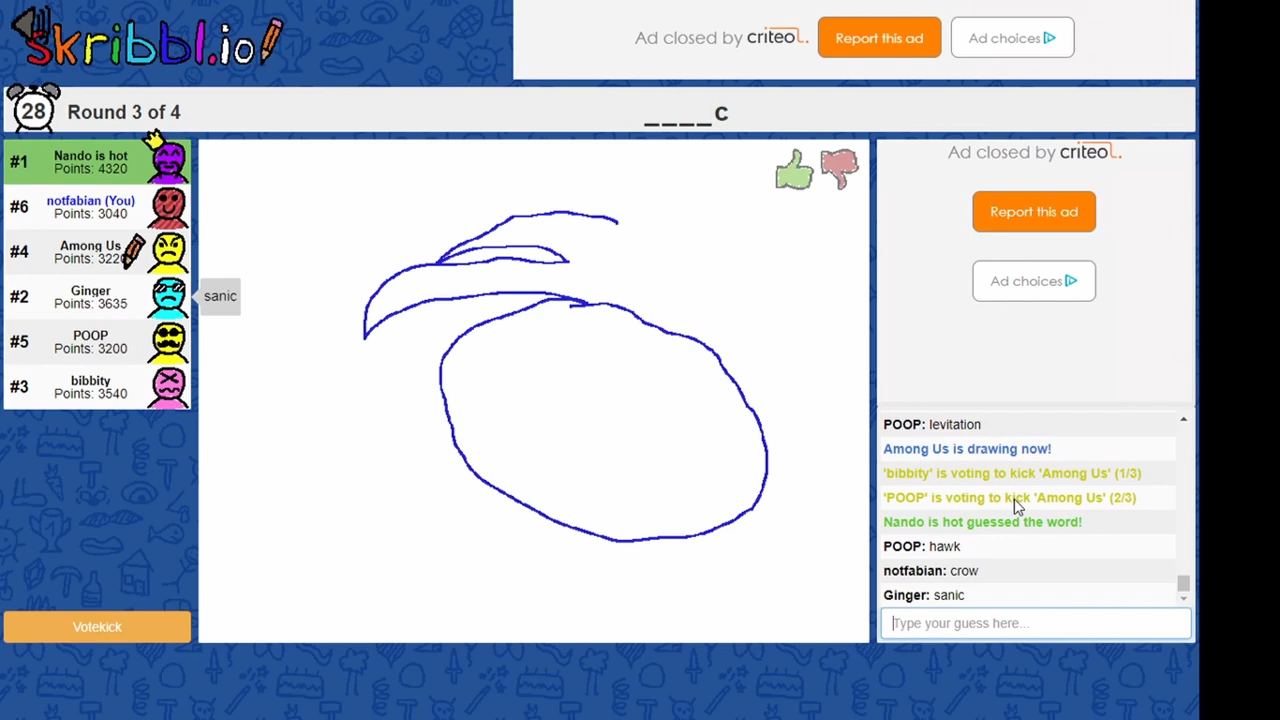 skribbl.io
Ad closed by criteo.
Report this ad
Ad choices
28
Round 3 of 4
____c
#1
Nando is hot
Points: 4320
#6
notfabian (You)
Points: 3040
#4
Among Us
Points: 322
#2
Ginger
Points: 3635
sanic
#5
POOP
Points: 3200
#3
bibbity
Points: 3540
Votekick
Ad closed by criteo.
Report this ad
Ad choices
POOP: levitation
Among Us is drawing now!
'bibbity' is voting to kick 'Among Us' (1/3)
'POOP' is voting to kick 'Among Us' (2/3)
Nando is hot guessed the word!
POOP: hawk
notfabian: crow
Ginger: sanic
Type your guess here...